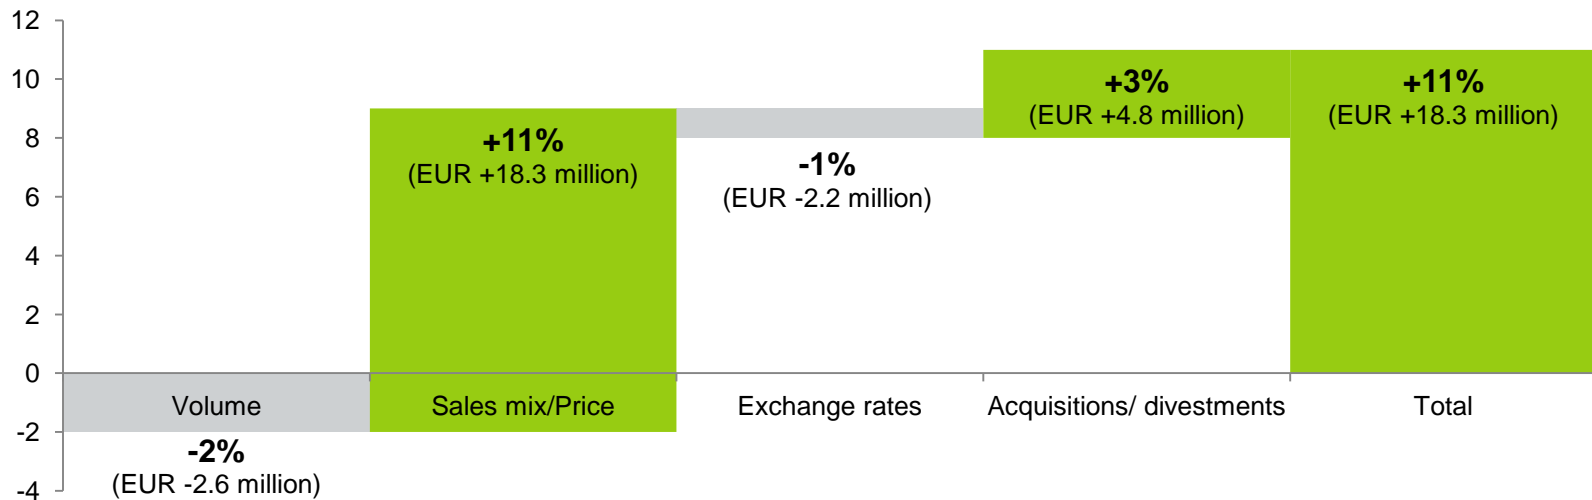 12
10
8
6
4
2
0
-2
-4
+11%
(EUR +18.3 million)
-1%
(EUR -2.2 million)
+3%
(EUR +4.8 million)
+11%
(EUR +18.3 million)
Volume
Sales mix/Price
Exchange rates
Acquisitions/ divestments
Total
-2%
(EUR -2.6 million)